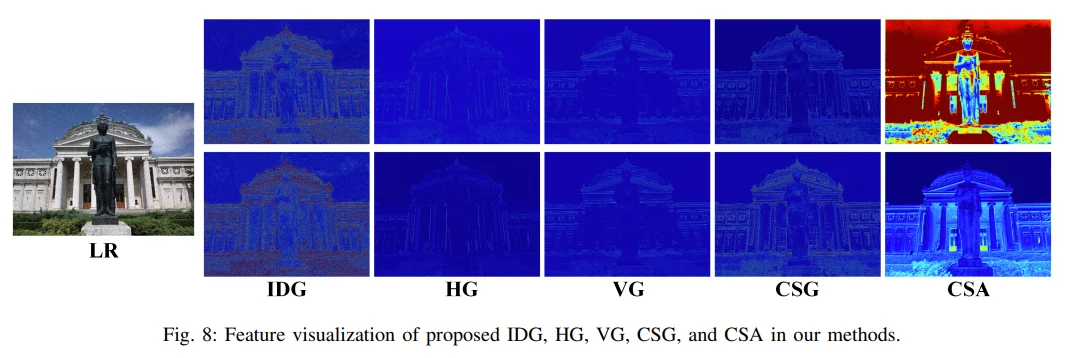 LR
IDG HG VG CSG CSA
Fig. 8: Feature visualization of proposed IDG, HG, VG, CSG, and CSA in our methods.